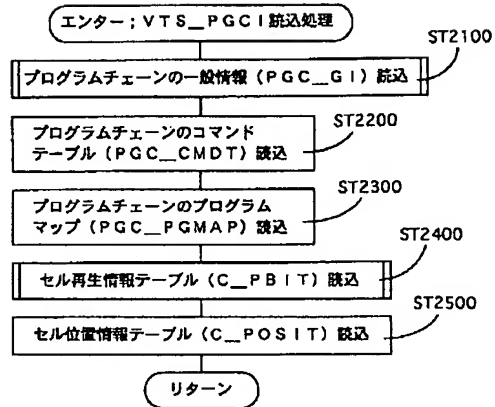 エンター；ＶＴＳ＿ＰＧＣＩ読込処理
ST2100
プログラムチェーンの一般情報（ＰＧＣ＿ＧＩ）読込
ST2200
プログラムチェーンのコマンド
テーブル（ＰＧＣ＿ＣＭＤＴ）読込
ST2300
プログラムチェーンのプログラム
マップ（ＰＧＣ＿ＰＧＭＡＰ）読込
ST2400
セル再生情報テーブル（Ｃ＿ＰＢＩＴ）読込
ST2500
セル位置情報テーブル（Ｃ＿ＰＯＳＩＴ）読込
リターン